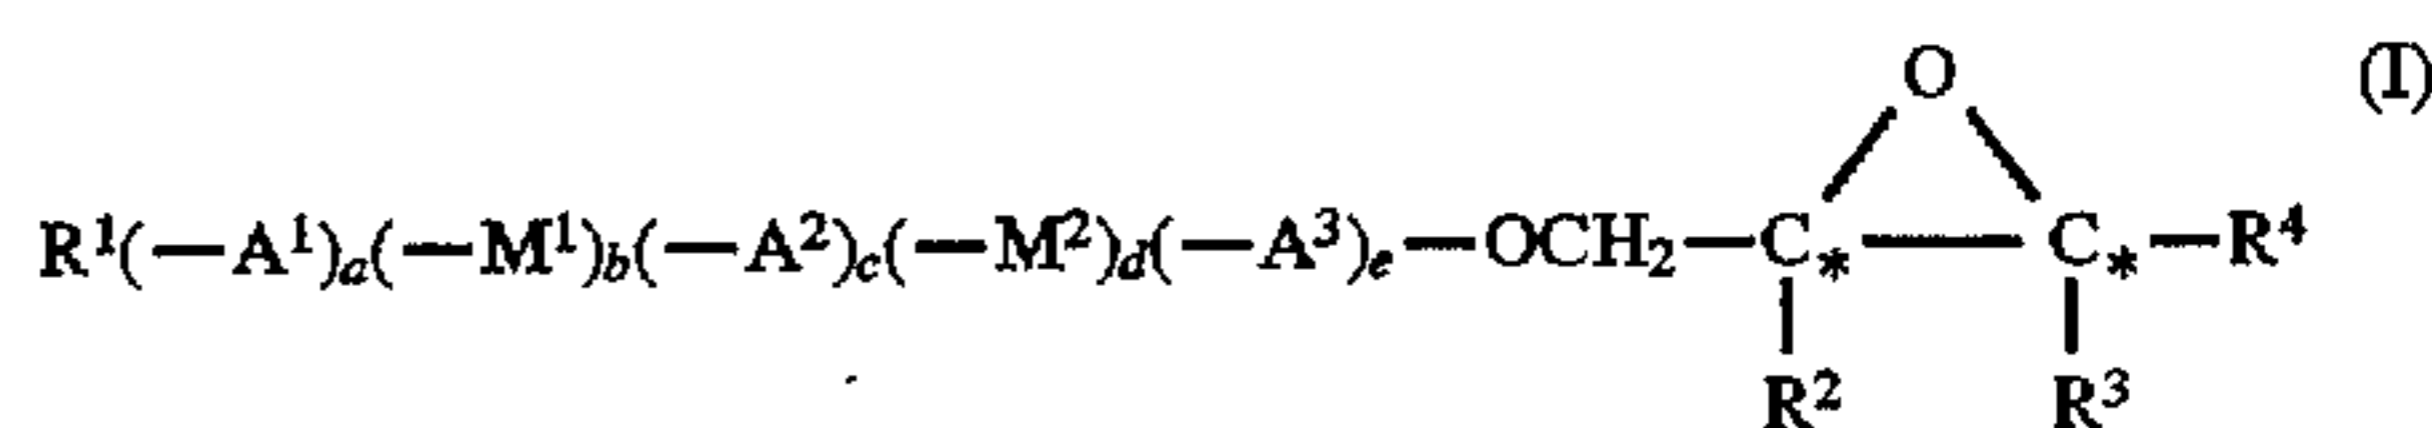 O (I)
R¹(—A¹)ₐ(—M¹)b(—A²)c(—M²)d(—A³)ₑ—OCH₂—C*—C*—R⁴
R² R³